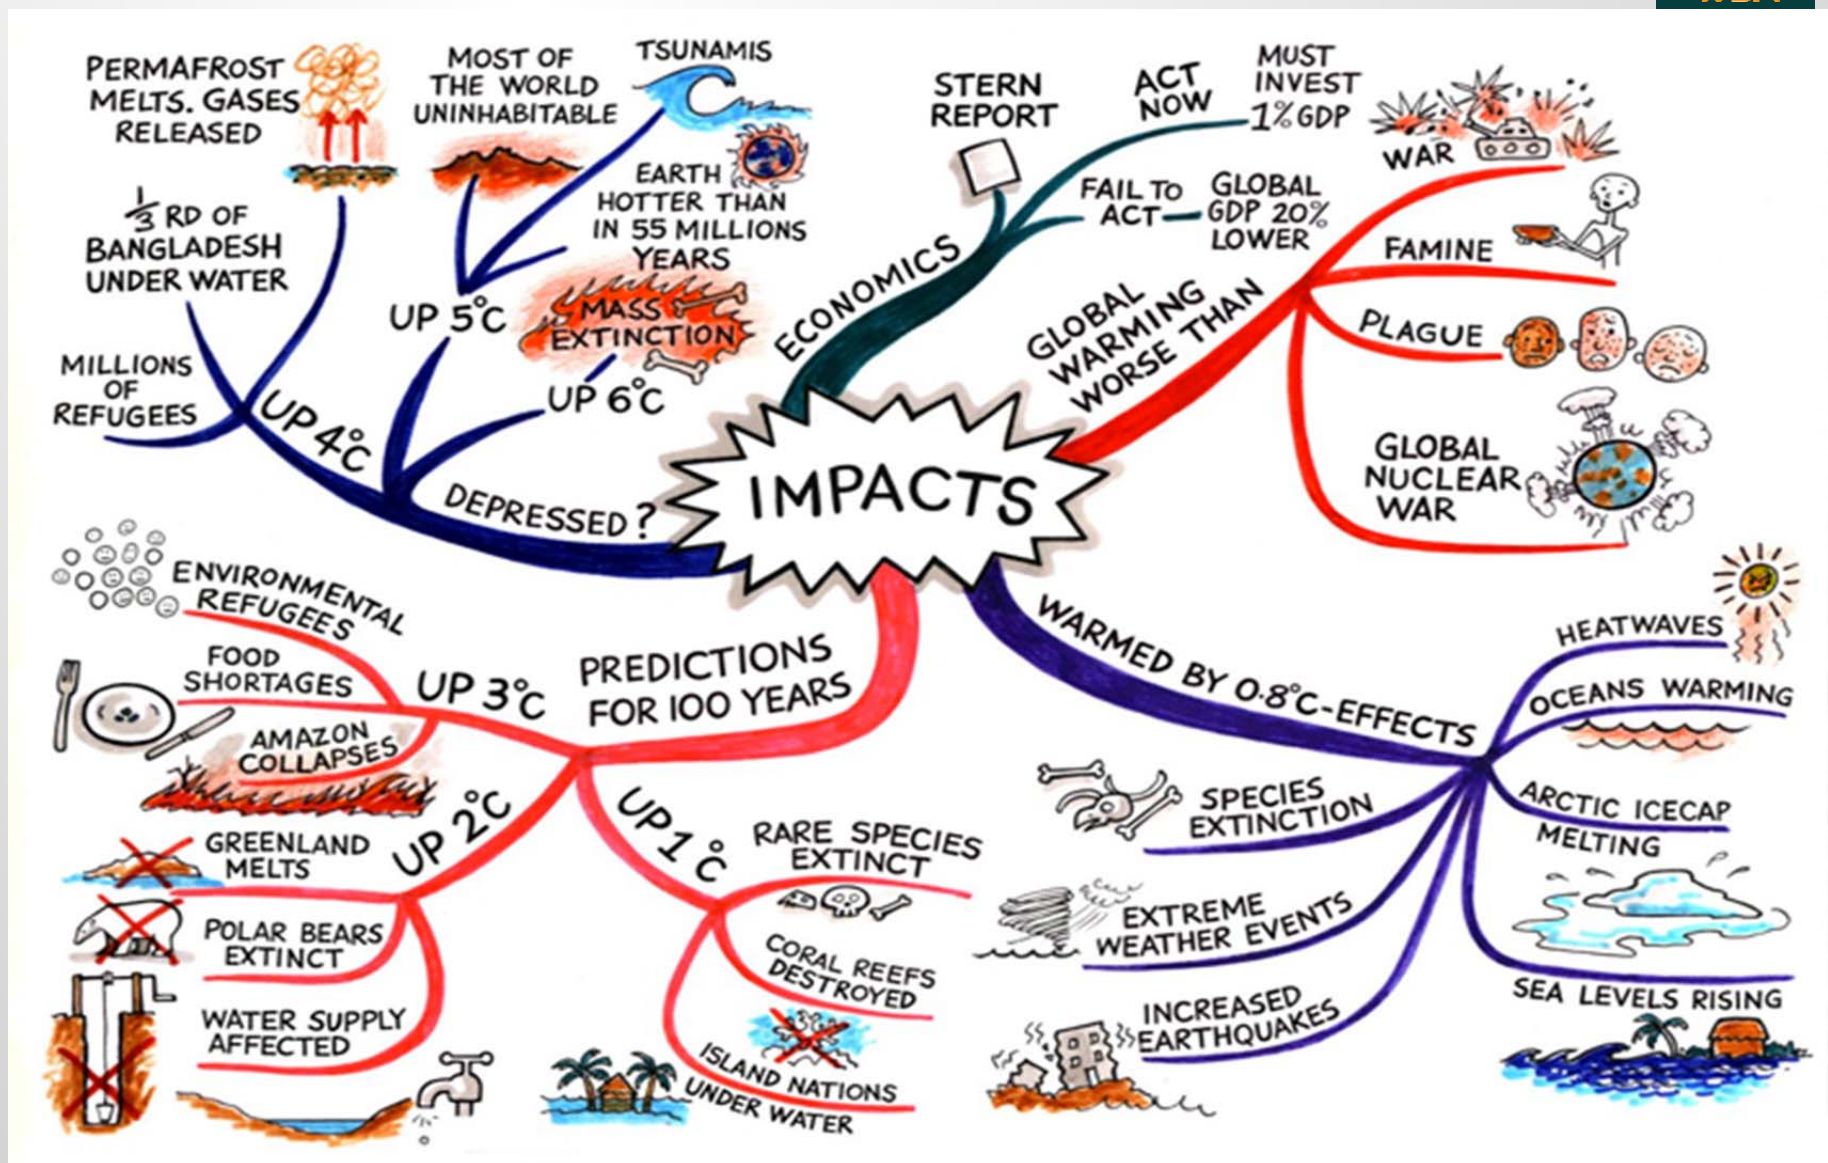 PERMAFROST
MELTS. GASES
RELEASED
MOST OF
THE WORLD
UNINHABITABLE
TSUNAMIS
EARTH
HOTTER THAN
IN 55 MILLIONS
YEARS
1/3 RD OF
BANGLADESH
UNDER WATER
MILLIONS
OF
REFUGEES
UP 4°C
UP 5°C
MASS
EXTINCTION
UP 6°C
DEPRESSED?
STERN
REPORT
ACT
NOW
MUST
INVEST
1% GDP
FAIL TO
ACT
GLOBAL
GDP 20%
LOWER
ECONOMICS
GLOBAL
WARMING
WORSE THAN
WAR
FAMINE
PLAGUE
GLOBAL
NUCLEAR
WAR
IMPACTS
PREDICTIONS
FOR 100 YEARS
UP 3°C
ENVIRONMENTAL
REFUGEES
FOOD
SHORTAGES
AMAZON
COLLAPSES
UP 2°C
GREENLAND
MELTS
POLAR BEARS
EXTINCT
WATER SUPPLY
AFFECTED
UP 1°C
RARE SPECIES
EXTINCT
CORAL REEFS
DESTROYED
ISLAND NATIONS
UNDER WATER
WARMED BY 0.8°C-EFFECTS
HEATWAVES
OCEANS WARMING
ARCTIC ICECAP
MELTING
SEA LEVELS RISING
SPECIES
EXTINCTION
EXTREME
WEATHER EVENTS
INCREASED
EARTHQUAKES